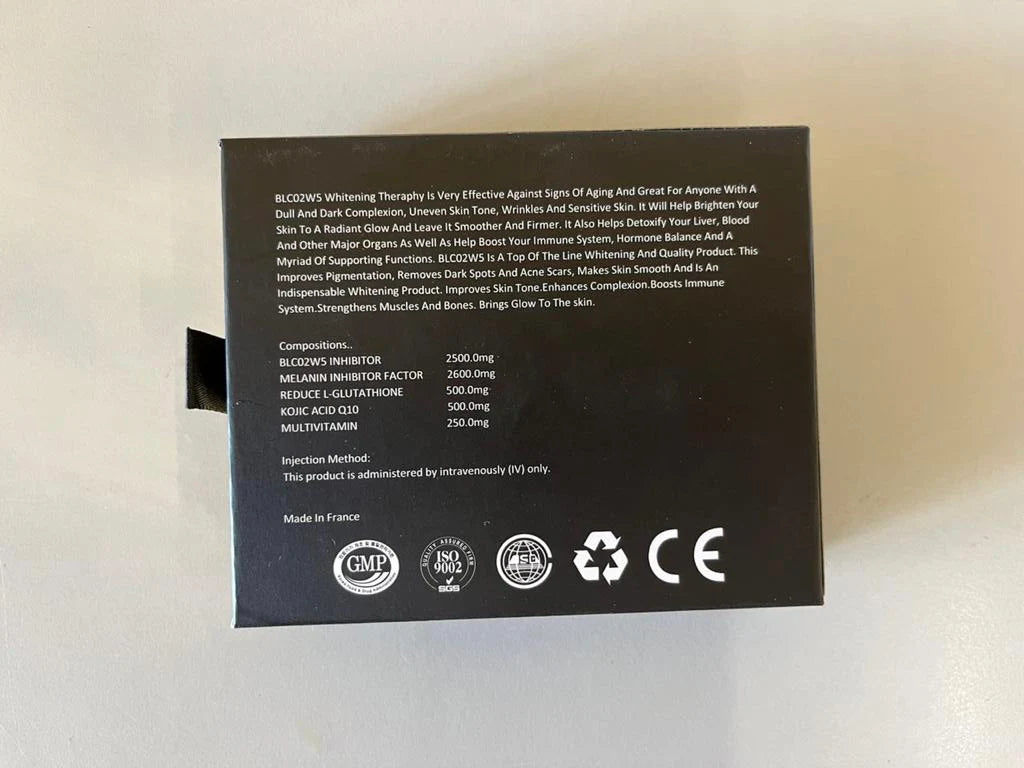 BLC02W5 Whitening Theraphy Is Very Effective Against Signs Of Aging And Great For Anyone With A
Dull And Dark Complexion, Uneven Skin Tone, Wrinkles And Sensitive Skin. It Will Help Brighten Your
Skin To A Radiant Glow And Leave It Smoother And Firmer. It Also Helps Detoxify Your Liver, Blood
And Other Major Organs As Well As Help Boost Your Immune System, Hormone Balance And A
Myriad Of Supporting Functions. BLC02W5 Is A Top Of The Line Whitening And Quality Product. This
Improves Pigmentation, Removes Dark Spots And Acne Scars, Makes Skin Smooth And Is An
Indispensable Whitening Product. Improves Skin Tone.Enhances Complexion.Boosts Immune
System.Strengthens Muscles And Bones. Brings Glow To The skin.
Compositions..
BLC02W5 INHIBITOR 2500.0mg
MELANIN INHIBITOR FACTOR 2600.0mg
REDUCE L-GLUTATHIONE 500.0mg
KOJIC ACID Q10 500.0mg
MULTIVITAMIN 250.0mg
Injection Method:
This product is administered by intravenously (IV) only.
Made In France
GMP
QUALITY ASSURED FIRM
ISO
9002
SGS
CE